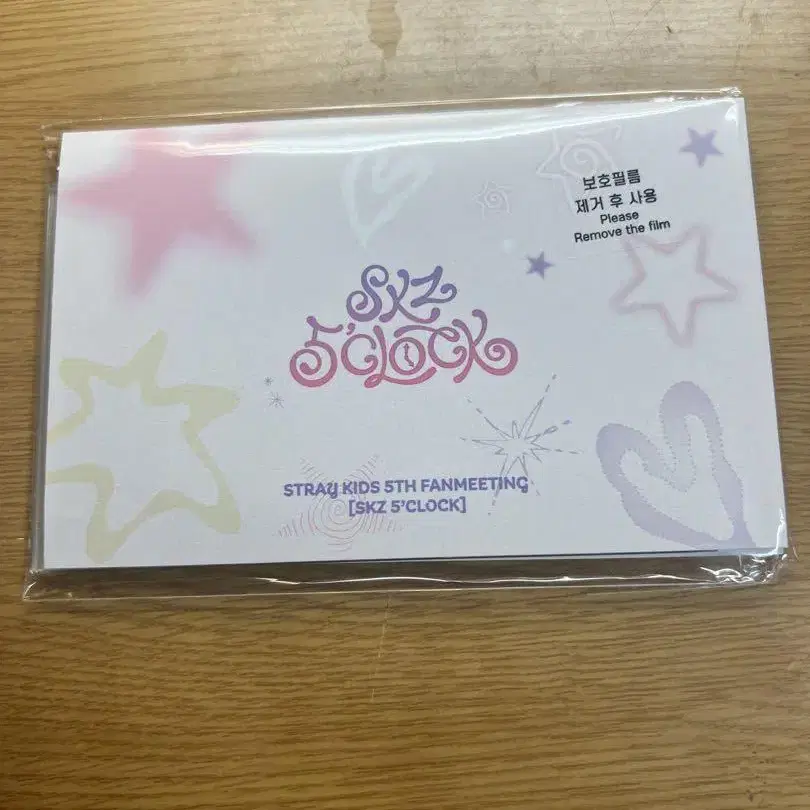 보호필름
제거 후 사용
Please
Remove the film
SKZ
5'CLOCK
STRAY KIDS 5TH FANMEETING
[SKZ 5'CLOCK]